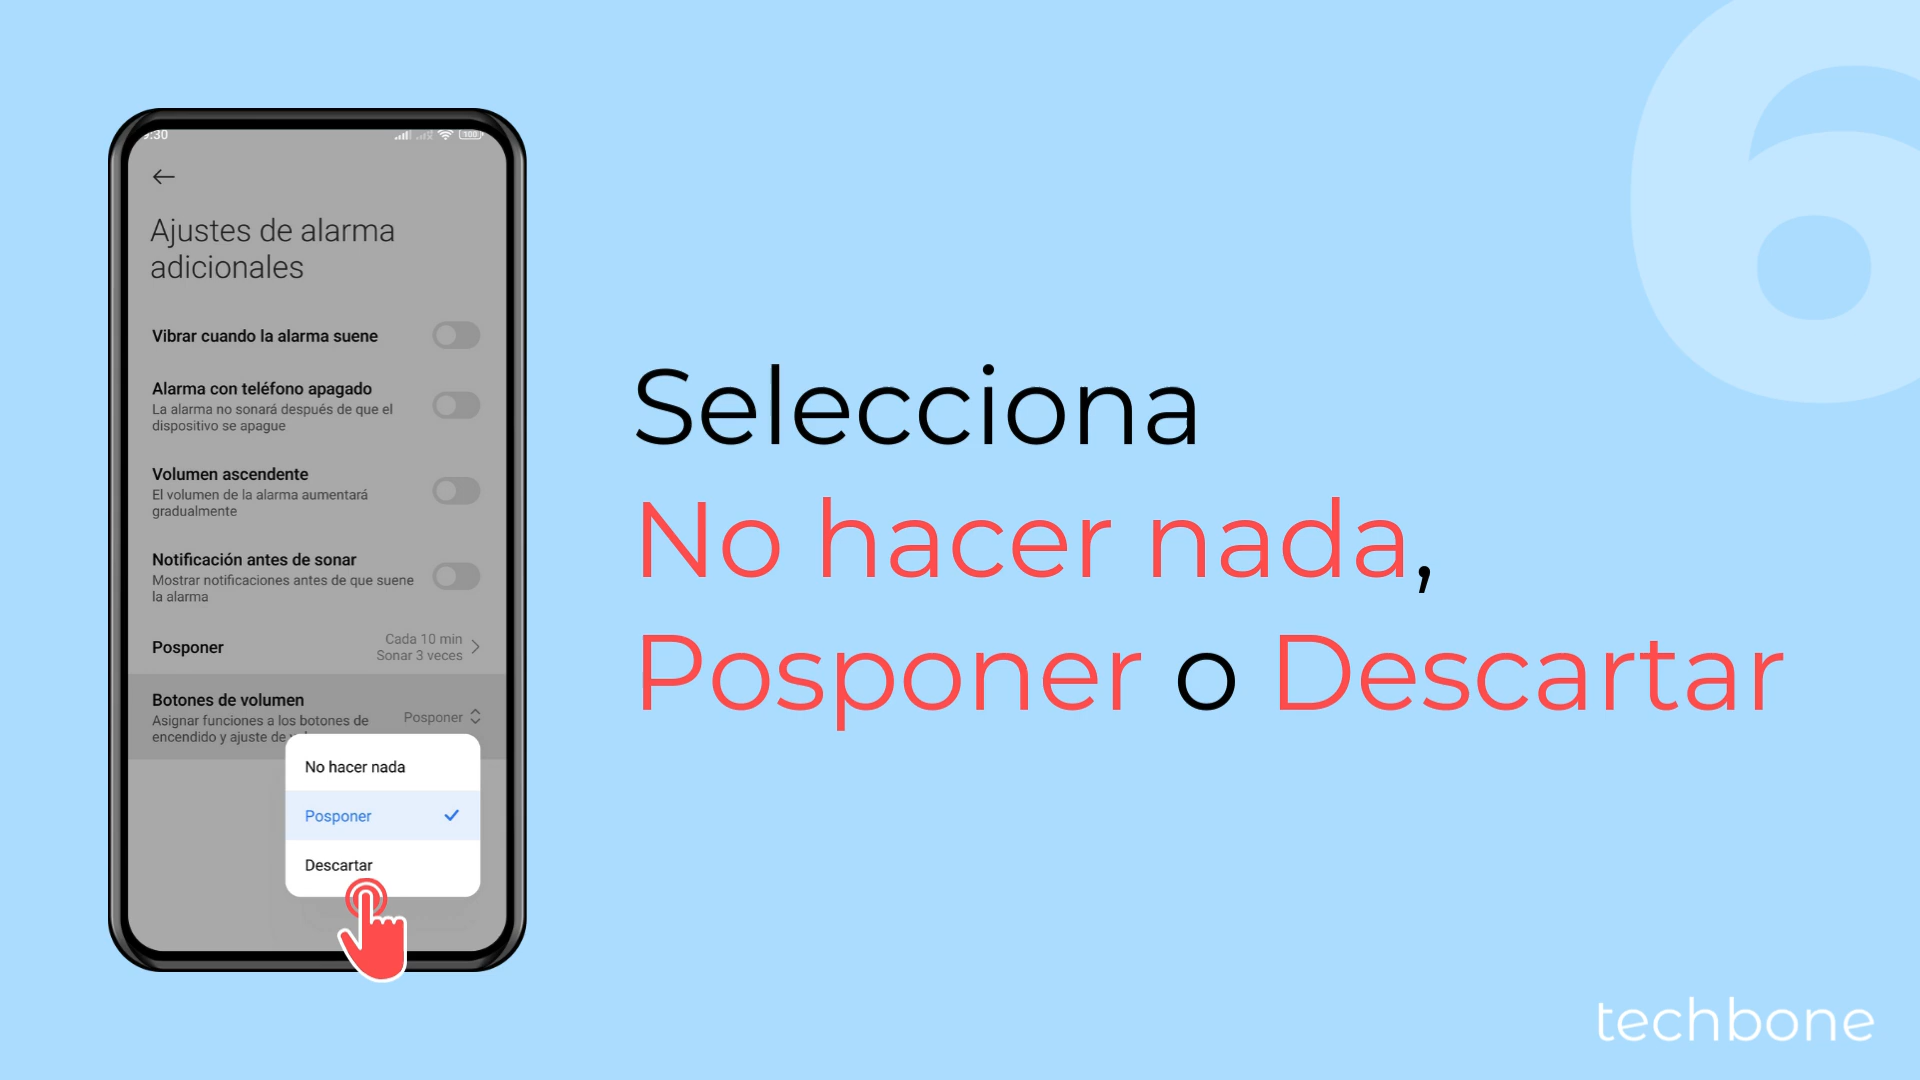 6
9:30
100
Ajustes de alarma
adicionales
Vibrar cuando la alarma suene
Alarma con teléfono apagado
La alarma no sonará después de que el
dispositivo se apague
Volumen ascendente
El volumen de la alarma aumentará
gradualmente
Notificación antes de sonar
Mostrar notificaciones antes de que suene
la alarma
Posponer
Cada 10 min
Sonar 3 veces
Botones de volumen
Asignar funciones a los botones de
encendido y ajuste de
Posponer
No hacer nada
Posponer
Descartar
Selecciona
No hacer nada,
Posponer o Descartar
techbone